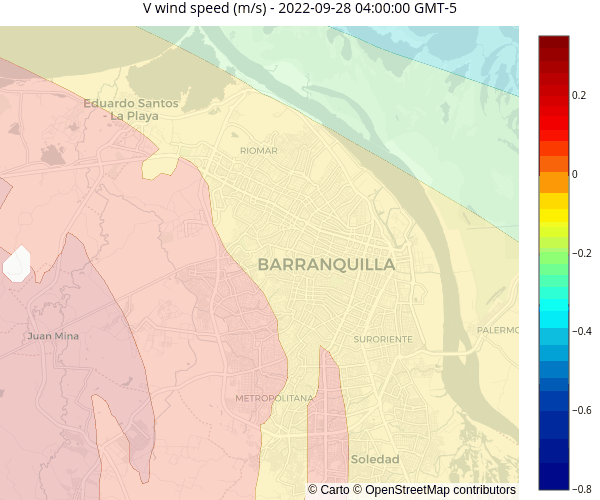 V wind speed (m/s) - 2022-09-28 04:00:00 GMT-5
Eduardo Santos
- La Playa
RIOMAR
BARRANQUILLA
Juan Mina
SURORIENTE
PALERMO
METROPOLITANA
Soledad
© Carto © OpenStreetMap contributors
0.2
0
−0.2
−0.4
−0.6
−0.8